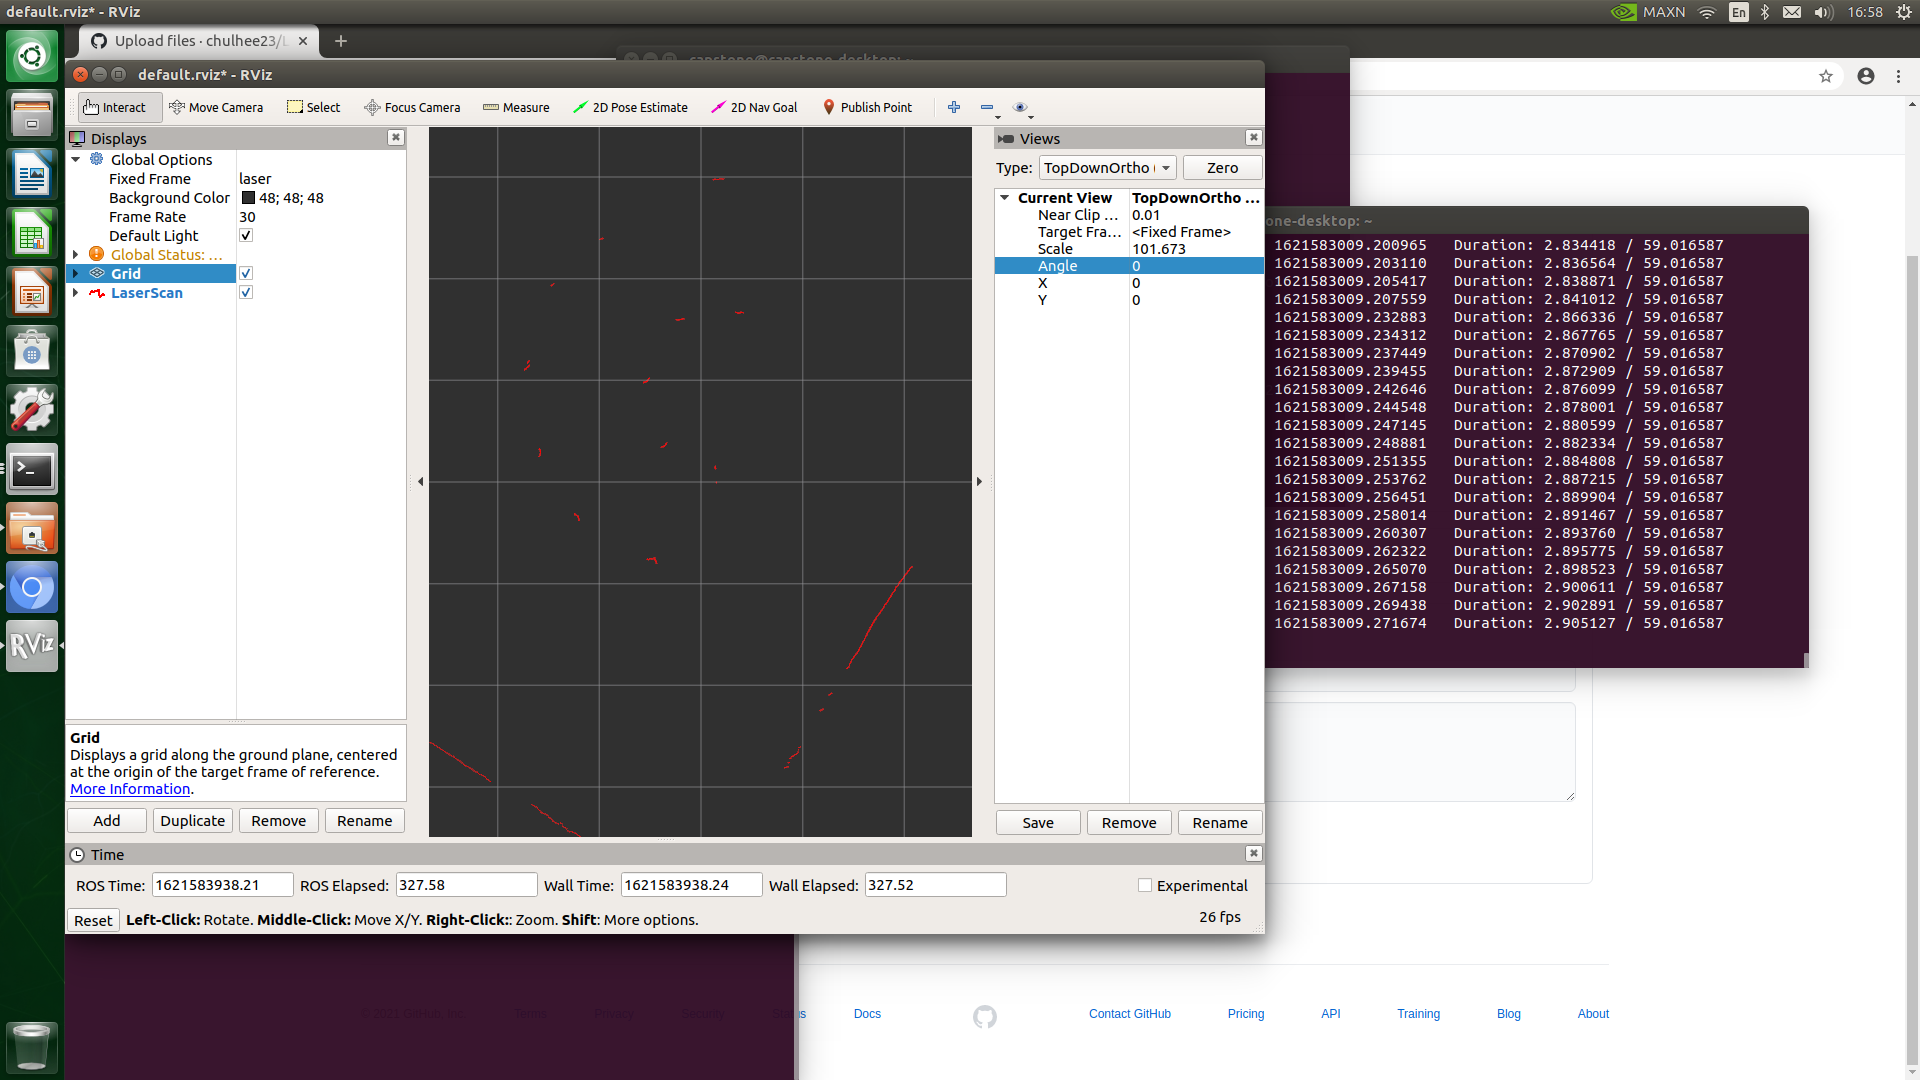 default.rviz* - RViz
MAXN
En
16:58
Upload files · chulhee23/L
capstone@capstone-desktop: ~
default.rviz* - RViz
Interact
Move Camera
Select
Focus Camera
Measure
2D Pose Estimate
2D Nav Goal
Publish Point
Displays
Global Options
Fixed Frame laser
Background Color 48; 48; 48
Frame Rate 30
Default Light
Global Status: ...
Grid
LaserScan
Grid
Displays a grid along the ground plane, centered
at the origin of the target frame of reference.
More Information.
Add Duplicate Remove Rename
Views
Type: TopDownOrtho ( Zero
Current View TopDownOrtho ...
Near Clip ... 0.01
Target Fra... <Fixed Frame>
Scale 101.673
Angle 0
X 0
Y 0
Save Remove Rename
one-desktop: ~
1621583009.200965 Duration: 2.834418 / 59.016587
1621583009.203110 Duration: 2.836564 / 59.016587
1621583009.205417 Duration: 2.838871 / 59.016587
1621583009.207559 Duration: 2.841012 / 59.016587
1621583009.232883 Duration: 2.866336 / 59.016587
1621583009.234312 Duration: 2.867765 / 59.016587
1621583009.237449 Duration: 2.870902 / 59.016587
1621583009.239455 Duration: 2.872909 / 59.016587
1621583009.242646 Duration: 2.876099 / 59.016587
1621583009.244548 Duration: 2.878001 / 59.016587
1621583009.247145 Duration: 2.880599 / 59.016587
1621583009.248881 Duration: 2.882334 / 59.016587
1621583009.251355 Duration: 2.884808 / 59.016587
1621583009.253762 Duration: 2.887215 / 59.016587
1621583009.256451 Duration: 2.889904 / 59.016587
1621583009.258014 Duration: 2.891467 / 59.016587
1621583009.260307 Duration: 2.893760 / 59.016587
1621583009.262322 Duration: 2.895775 / 59.016587
1621583009.265070 Duration: 2.898523 / 59.016587
1621583009.267158 Duration: 2.900611 / 59.016587
1621583009.269438 Duration: 2.902891 / 59.016587
1621583009.271674 Duration: 2.905127 / 59.016587
Time
ROS Time: 1621583938.21 ROS Elapsed: 327.58 Wall Time: 1621583938.24 Wall Elapsed: 327.52 Experimental
Reset Left-Click: Rotate. Middle-Click: Move X/Y. Right-Click:: Zoom. Shift: More options. 26 fps
RViz
© 2021 GitHub, Inc. Terms Privacy Security Status Docs Contact GitHub Pricing API Training Blog About